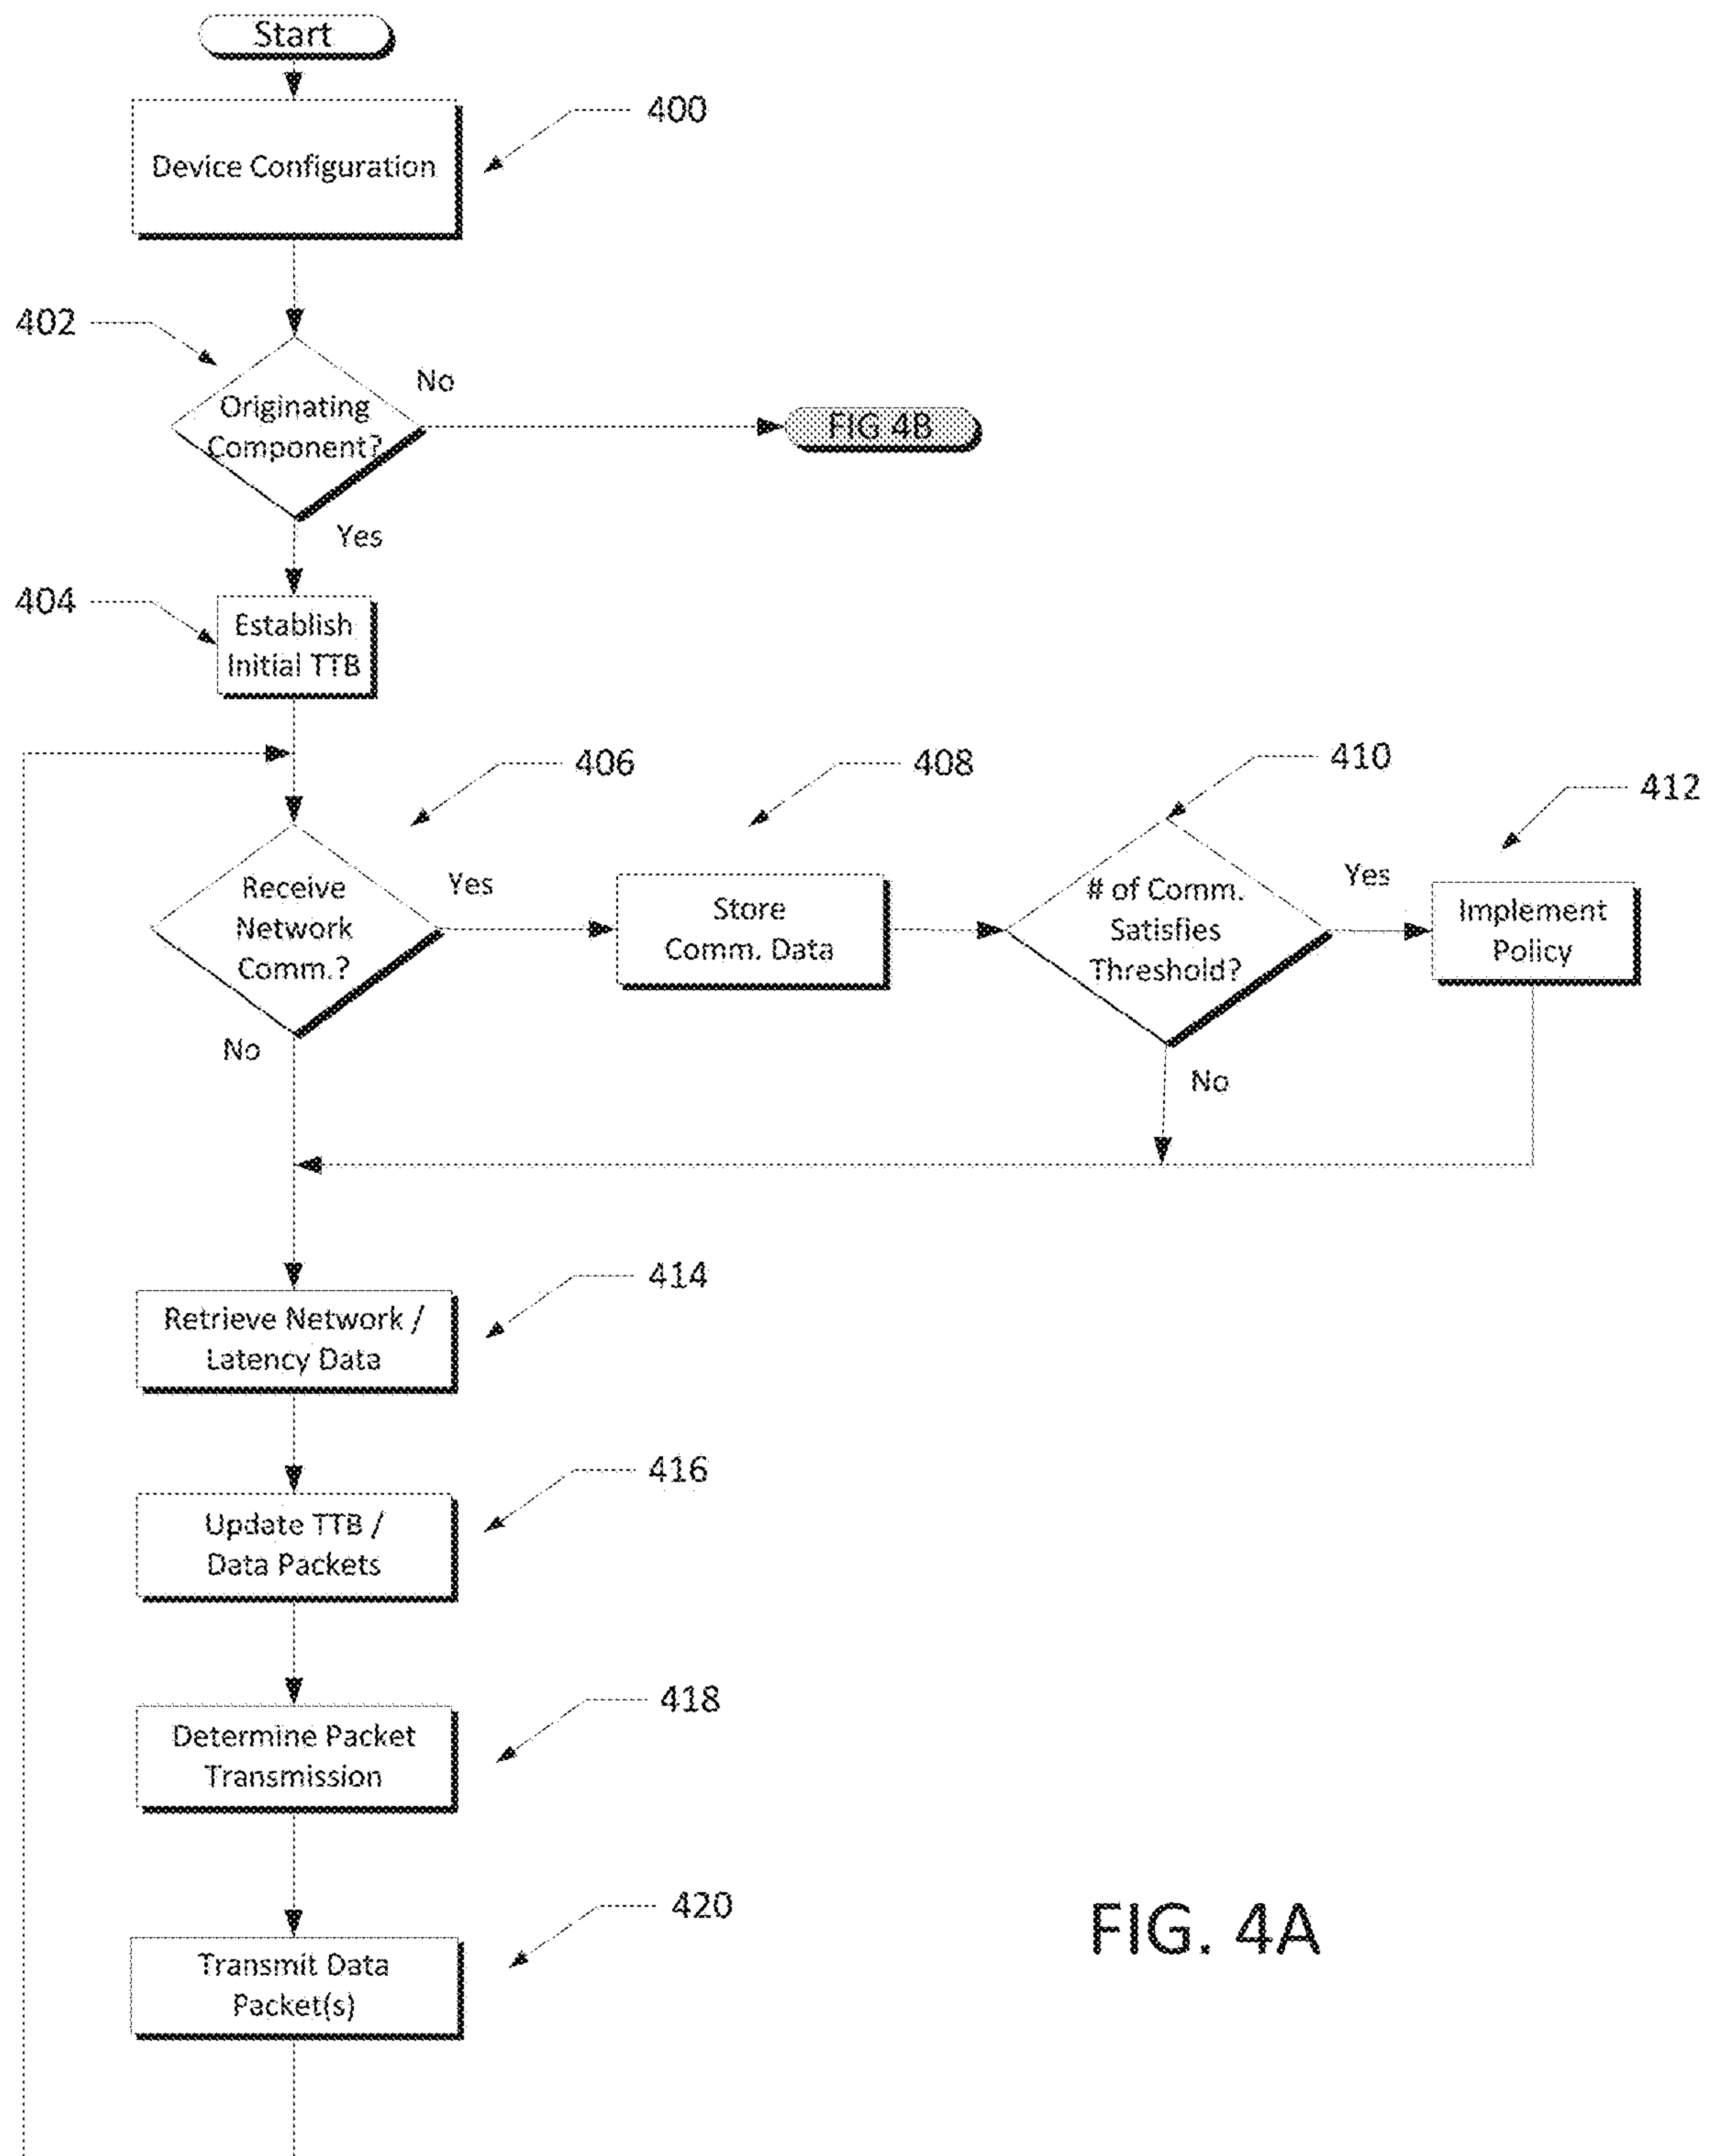 Start
400
Device Configuration
402
No
Originating
Component?
FIG 4B
Yes
404
Establish
Initial TTB
406
408
410
412
Receive
Network
Comm.?
Yes
Store
Comm. Data
# of Comm.
Satisfies
Threshold?
Yes
Implement
Policy
No
No
414
Retrieve Network /
Latency Data
416
Update TTB /
Data Packets
418
Determine Packet
Transmission
420
Transmit Data
Packet(s)
FIG. 4A